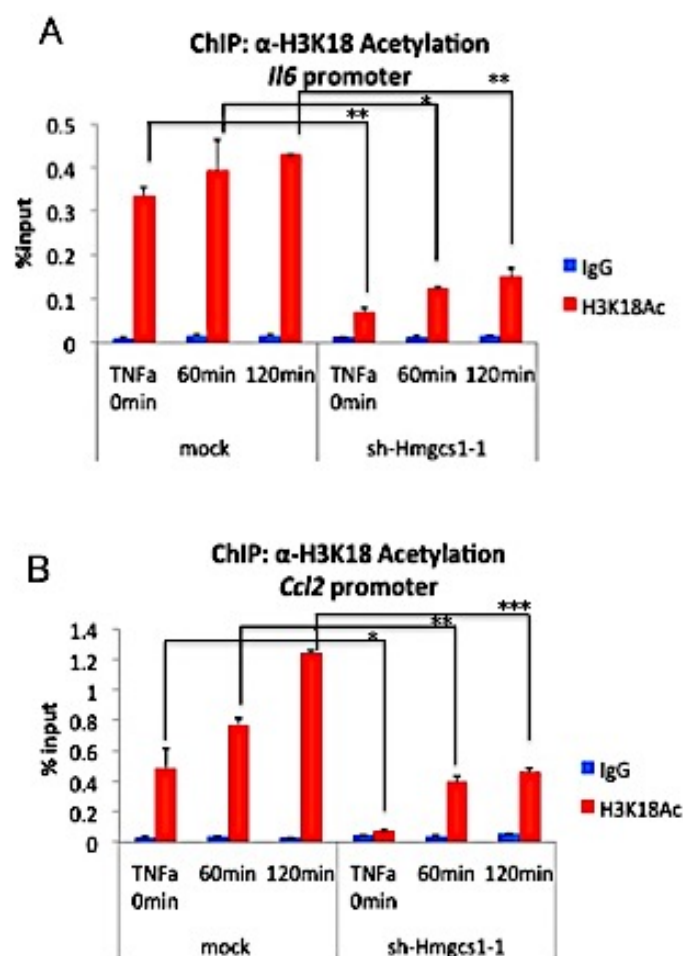 A
ChIP: α-H3K18 Acetylation
Il6 promoter
**
*
**
0.5
0.4
0.3
0.2
0.1
0
%input
IgG
H3K18Ac
TNFa 60min 120min TNFa 60min 120min
0min 0min
mock sh-Hmgcs1-1
B
ChIP: α-H3K18 Acetylation
Ccl2 promoter
***
**
*
1.4
1.2
1
0.8
0.6
0.4
0.2
0
% input
IgG
H3K18Ac
TNFa 60min 120min TNFa 60min 120min
0min 0min
mock sh-Hmgcs1-1